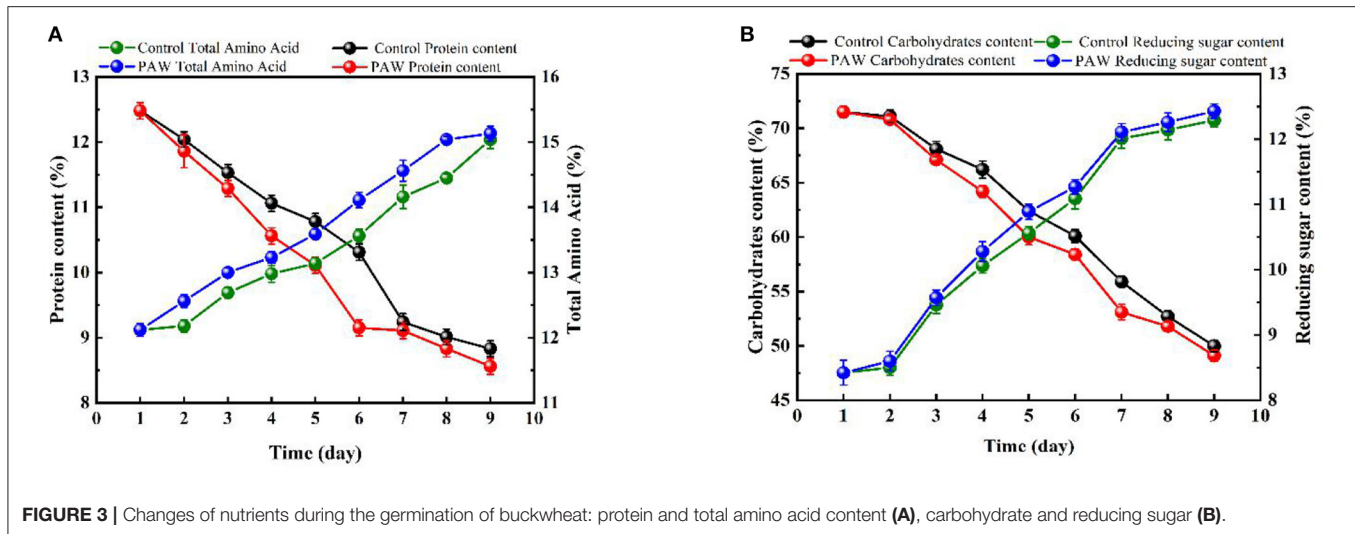 A
Control Total Amino Acid Control Protein content
PAW Total Amino Acid PAW Protein content
13 12 11 10 9 8
Protein content (%)
16 15 14 13 12 11
Total Amino Acid (%)
0 1 2 3 4 5 6 7 8 9 10
Time (day)
B
Control Carbohydrates content Control Reducing sugar content
PAW Carbohydrates content PAW Reducing sugar content
75 70 65 60 55 50 45
Carbohydrates content (%)
13 12 11 10 9 8
Reducing sugar content (%)
0 1 2 3 4 5 6 7 8 9 10
Time (day)
FIGURE 3 | Changes of nutrients during the germination of buckwheat: protein and total amino acid content (A), carbohydrate and reducing sugar (B).